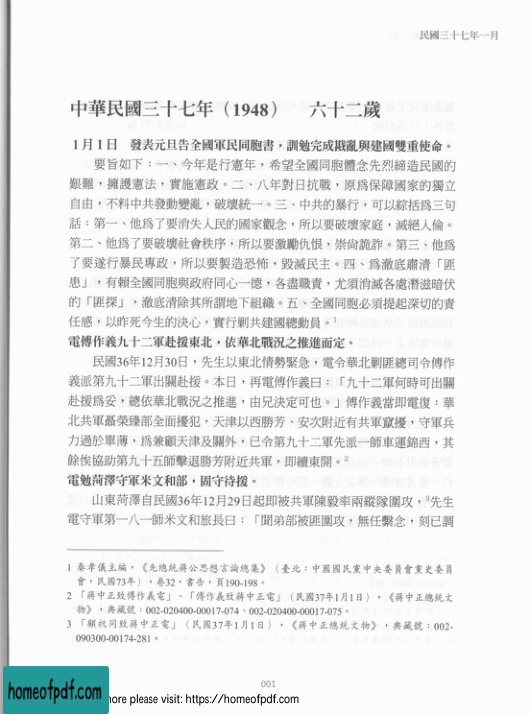 民國三十七年一月
中華民國三十七年（1948） 六十二歲
1月1日 發表元旦告全國軍民同胞書，訓勉完成戡亂與建國雙重使命。
要旨如下：一、今年是行憲年，希望全國同胞體念先烈締造民國的
艱難，擁護憲法，實施憲政。二、八年對日抗戰，原爲保障國家的獨立
自由，不料中共發動變亂，破壞統一。三、中共的暴行，可以綜括爲三句
話：第一、他爲了要消失人民的國家觀念，所以要破壞家庭，滅絕人倫。
第二、他爲了要破壞社會秩序，所以要激勵仇恨，崇尚詭詐。第三、他爲
了要遂行暴民專政，所以要製造恐怖，毀滅民主。四、爲澈底肅清「匪
患」，有賴全國同胞與政府同心一德，各盡職責，尤須消滅各處潛滋暗伏
的「匪探」，澈底清除其所謂地下組織。五、全國同胞必須提起深切的責
任感，以昨死今生的決心，實行剿共建國總動員。1
電傅作義九十二軍赴援東北，依華北戰況之推進而定。
民國36年12月30日，先生以東北情勢緊急，電令華北剿匪總司令傅作
義派第九十二軍出關赴援。本日，再電傅作義曰：「九十二軍何時可出關
赴援爲妥，總依華北戰況之推進，由兄決定可也。」傅作義當即電復：華
北共軍聶榮臻部全面擾犯，天津以西勝芳、安次附近有共軍竄擾，守軍兵
力過於單薄，爲兼顧天津及關外，已令第九十二軍先派一師車運錦西，其
餘俟協助第九十五師擊退勝芳附近共軍，即續東開。2
電勉菏澤守軍米文和部，固守待援。
山東菏澤自民國36年12月29日起即被共軍陳毅率兩縱隊圍攻，3先生
電守軍第一八一師米文和旅長曰：「聞弟部被匪圍攻，無任繫念，刻已調
1 秦孝儀主編，《先總統蔣公思想言論總集》（臺北：中國國民黨中央委員會黨史委員
會，民國73年），卷32，書告，頁190-198。
2 「蔣中正致傅作義電」、「傅作義致蔣中正電」（民國37年1月1日），《蔣中正總統文
物》，典藏號：002-020400-00017-074、002-020400-00017-075。
3 「顧祝同致蔣中正電」（民國37年1月1日），《蔣中正總統文物》，典藏號：002-
090300-00174-281。
001
homeofpdf.com
more please visit: https://homeofpdf.com